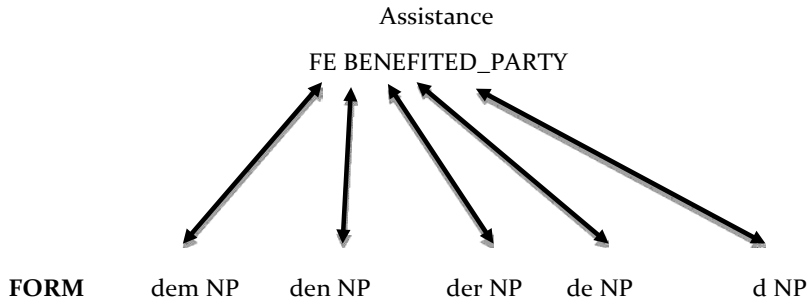 Assistance
FE BENEFITED_PARTY
FORM dem NP den NP der NP de NP d NP